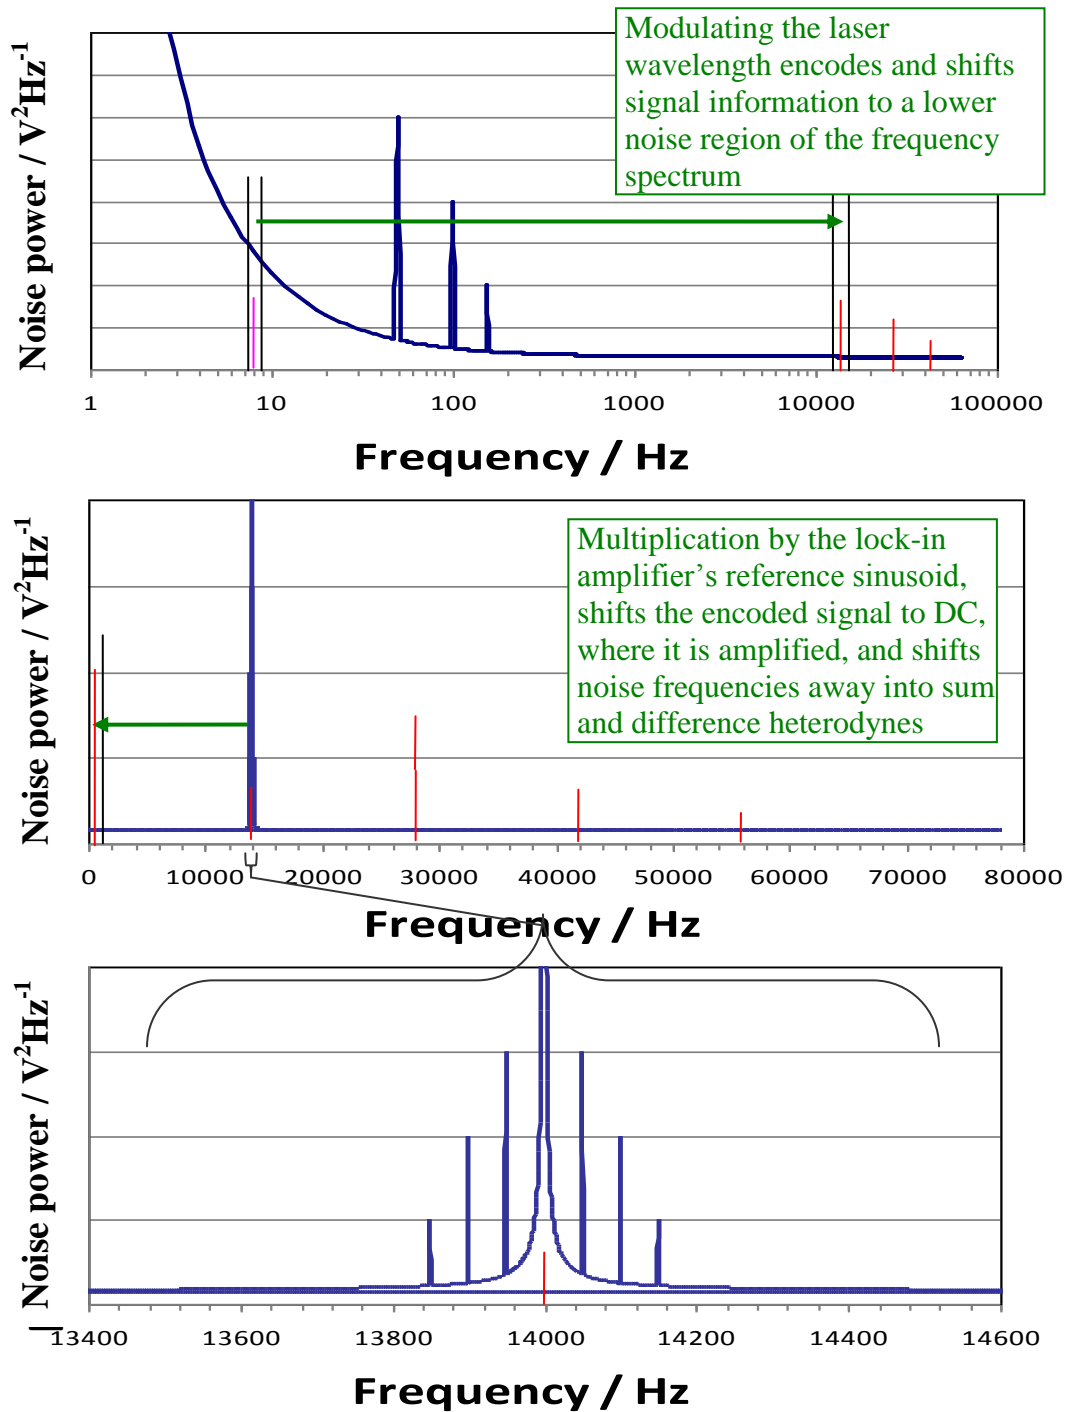 Modulating the laser
wavelength encodes and shifts
signal information to a lower
noise region of the frequency
spectrum
Noise power / V²Hz⁻¹
1 10 100 1000 10000 100000
Frequency / Hz
Multiplication by the lock-in
amplifier’s reference sinusoid,
shifts the encoded signal to DC,
where it is amplified, and shifts
noise frequencies away into sum
and difference heterodynes
Noise power / V²Hz⁻¹
0 10000 20000 30000 40000 50000 60000 70000 80000
Frequency / Hz
Noise power / V²Hz⁻¹
13400 13600 13800 14000 14200 14400 14600
Frequency / Hz